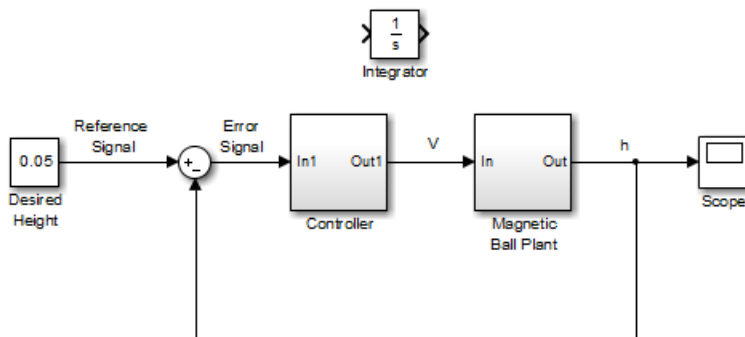 1
s
Integrator
Reference
Signal
Error
Signal
0.05
+
-
In1
Out1
V
In
Out
h
Desired
Height
Controller
Magnetic
Ball Plant
Scope